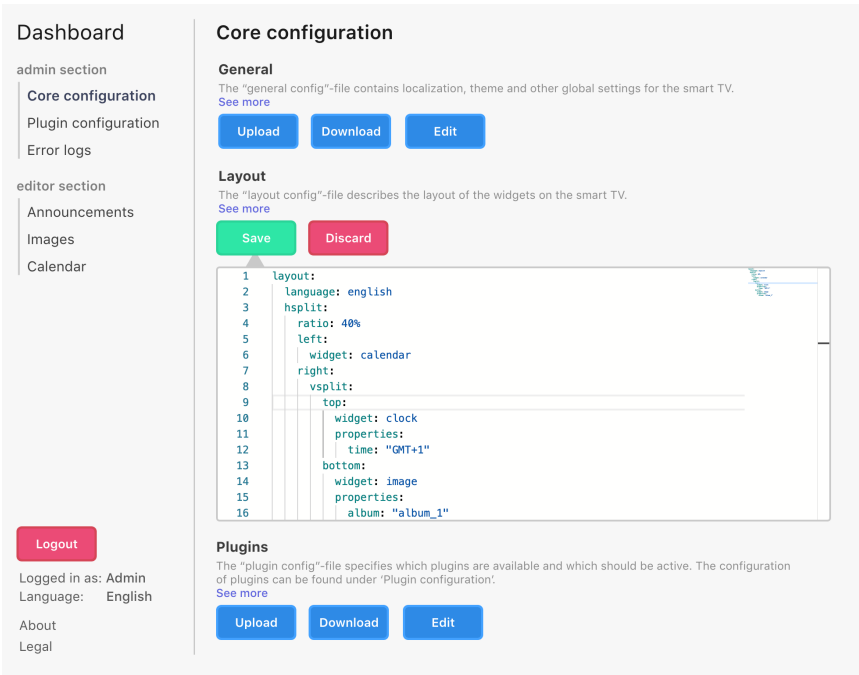 Dashboard
admin section
Core configuration
Plugin configuration
Error logs
editor section
Announcements
Images
Calendar
Logout
Logged in as: Admin
Language: English
About
Legal
Core configuration
General
The “general config”-file contains localization, theme and other global settings for the smart TV.
See more
Upload Download Edit
Layout
The “layout config”-file describes the layout of the widgets on the smart TV.
See more
Save Discard
1 layout:
2 language: english
3 hsplit:
4 ratio: 40%
5 left:
6 widget: calendar
7 right:
8 vsplit:
9 top:
10 widget: clock
11 properties:
12 time: "GMT+1"
13 bottom:
14 widget: image
15 properties:
16 album: "album_1"
Plugins
The “plugin config”-file specifies which plugins are available and which should be active. The configuration
of plugins can be found under ‘Plugin configuration’.
See more
Upload Download Edit